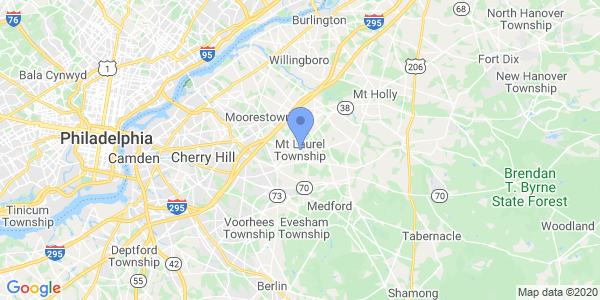 76
Burlington
295
North Hanover
Township
95
1
Bala Cynwyd
Willingboro
206
Fort Dix
New Hanover
Township
Mt Holly
38
Moorestown
Philadelphia
Camden
Cherry Hill
Mt Laurel
Township
Brendan
T. Byrne
State Forest
73
70
70
295
Medford
Tinicum
Township
Voorhees
Township
Evesham
Township
Tabernacle
Woodland
295
Deptford
Township
55
42
Berlin
Shamong
Google
Map data ©2020